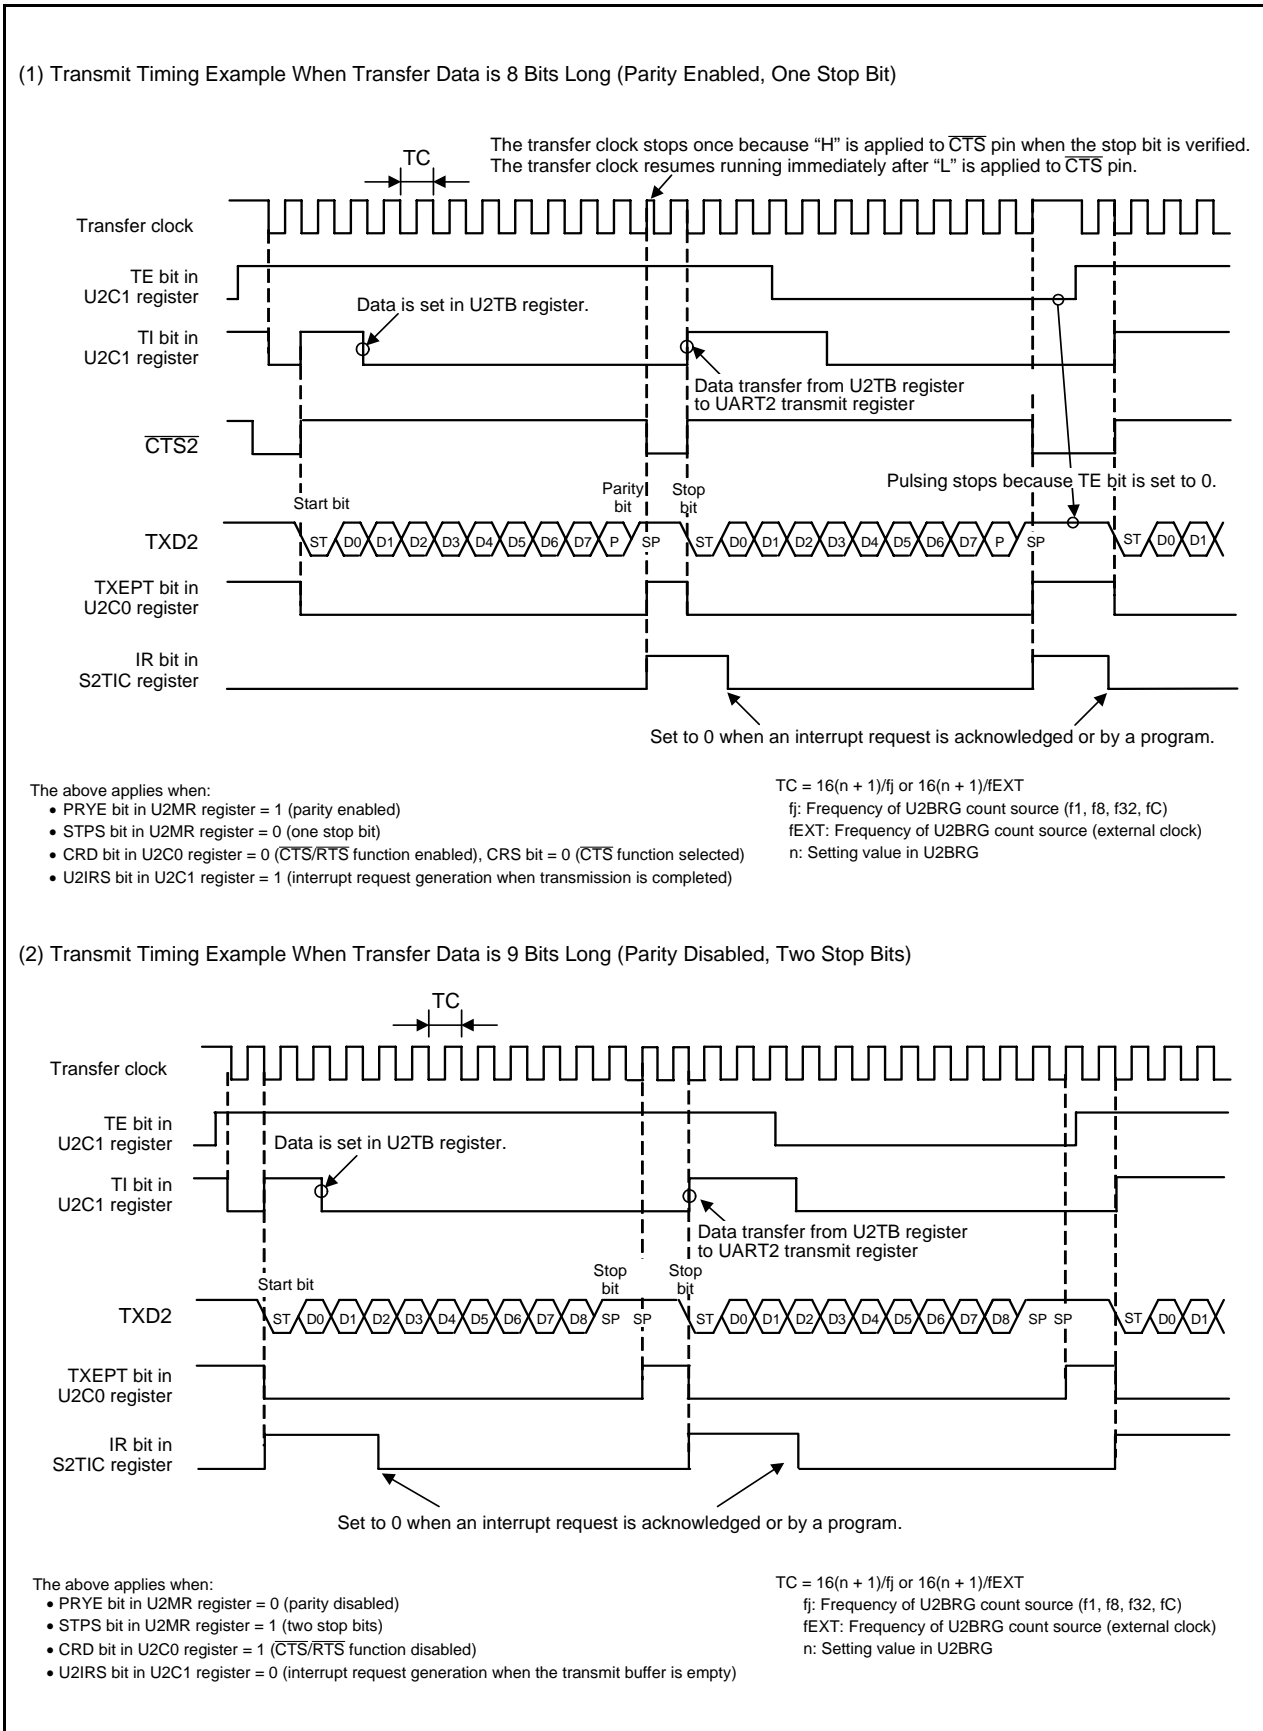 (1) Transmit Timing Example When Transfer Data is 8 Bits Long (Parity Enabled, One Stop Bit)
The transfer clock stops once because “H” is applied to CTS pin when the stop bit is verified.
The transfer clock resumes running immediately after “L” is applied to CTS pin.
TC
Transfer clock
TE bit in
U2C1 register
Data is set in U2TB register.
TI bit in
U2C1 register
Data transfer from U2TB register
to UART2 transmit register
CTS2
Pulsing stops because TE bit is set to 0.
Start bit
Parity
bit
Stop
bit
TXD2
ST D0 D1 D2 D3 D4 D5 D6 D7 P SP ST D0 D1 D2 D3 D4 D5 D6 D7 P SP ST D0 D1
TXEPT bit in
U2C0 register
IR bit in
S2TIC register
Set to 0 when an interrupt request is acknowledged or by a program.
The above applies when:
• PRYE bit in U2MR register = 1 (parity enabled)
• STPS bit in U2MR register = 0 (one stop bit)
• CRD bit in U2C0 register = 0 (CTS/RTS function enabled), CRS bit = 0 (CTS function selected)
• U2IRS bit in U2C1 register = 1 (interrupt request generation when transmission is completed)
TC = 16(n + 1)/fj or 16(n + 1)/fEXT
fj: Frequency of U2BRG count source (f1, f8, f32, fC)
fEXT: Frequency of U2BRG count source (external clock)
n: Setting value in U2BRG
(2) Transmit Timing Example When Transfer Data is 9 Bits Long (Parity Disabled, Two Stop Bits)
TC
Transfer clock
TE bit in
U2C1 register
Data is set in U2TB register.
TI bit in
U2C1 register
Data transfer from U2TB register
to UART2 transmit register
Start bit
Stop
bit
Stop
bit
TXD2
ST D0 D1 D2 D3 D4 D5 D6 D7 D8 SP SP ST D0 D1 D2 D3 D4 D5 D6 D7 D8 SP SP ST D0 D1
TXEPT bit in
U2C0 register
IR bit in
S2TIC register
Set to 0 when an interrupt request is acknowledged or by a program.
The above applies when:
• PRYE bit in U2MR register = 0 (parity disabled)
• STPS bit in U2MR register = 1 (two stop bits)
• CRD bit in U2C0 register = 1 (CTS/RTS function disabled)
• U2IRS bit in U2C1 register = 0 (interrupt request generation when the transmit buffer is empty)
TC = 16(n + 1)/fj or 16(n + 1)/fEXT
fj: Frequency of U2BRG count source (f1, f8, f32, fC)
fEXT: Frequency of U2BRG count source (external clock)
n: Setting value in U2BRG